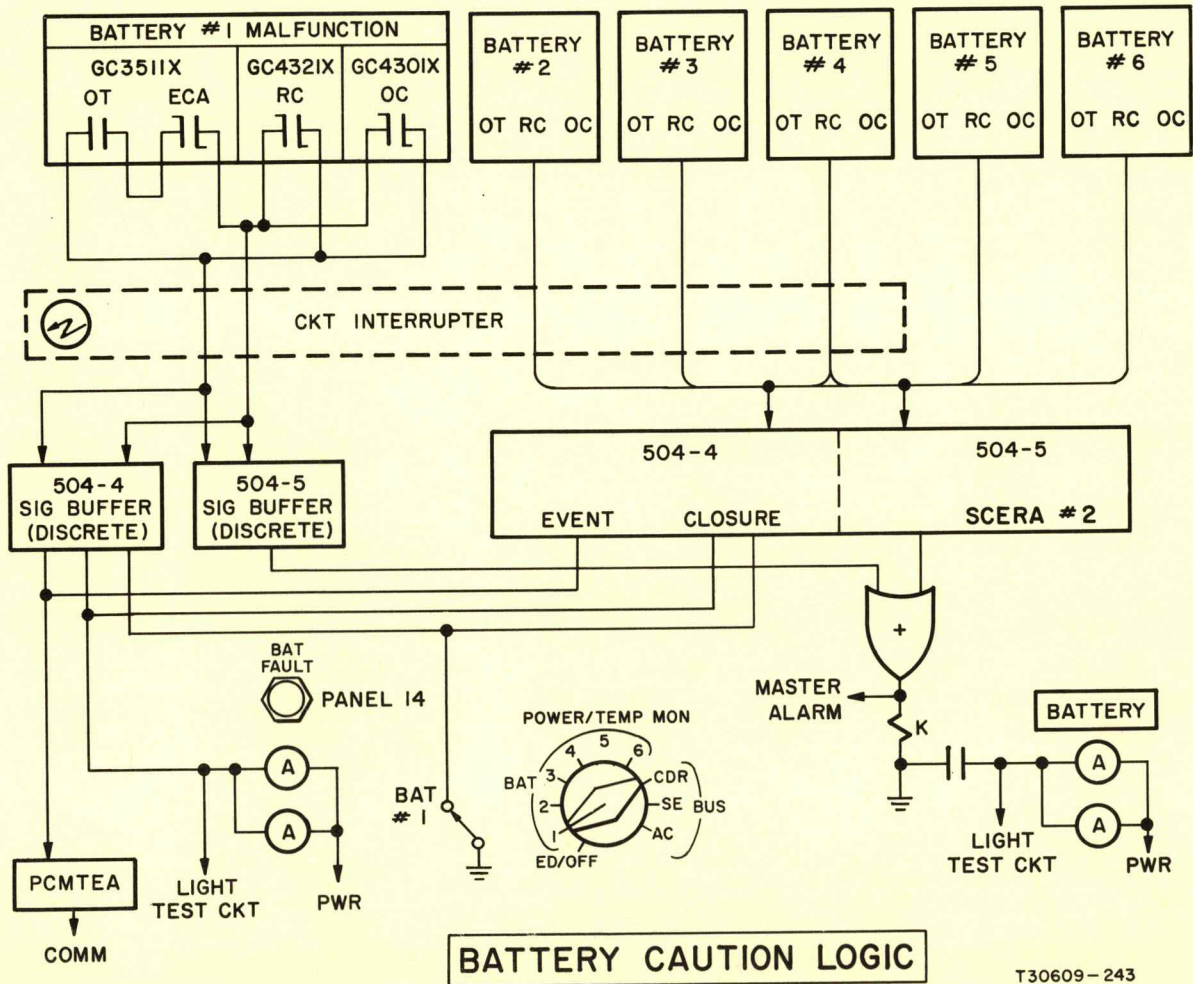 BATTERY #1 MALFUNCTION
GC3511X GC4321X GC4301X
OT ECA RC OC
BATTERY
#2
OT RC OC
BATTERY
#3
OT RC OC
BATTERY
#4
OT RC OC
BATTERY
#5
OT RC OC
BATTERY
#6
OT RC OC
CKT INTERRUPTER
504-4
SIG BUFFER
(DISCRETE)
504-5
SIG BUFFER
(DISCRETE)
504-4 504-5
EVENT CLOSURE SCERA #2
+
BAT
FAULT
PANEL 14
MASTER
ALARM
K
BATTERY
POWER/TEMP MON
BAT
1
2
3
4
5
6
CDR
SE
AC
BUS
ED/OFF
A
A
BAT
#1
A
A
PCMTEA
COMM
LIGHT
TEST CKT
PWR
LIGHT
TEST CKT
PWR
BATTERY CAUTION LOGIC
T30609-243